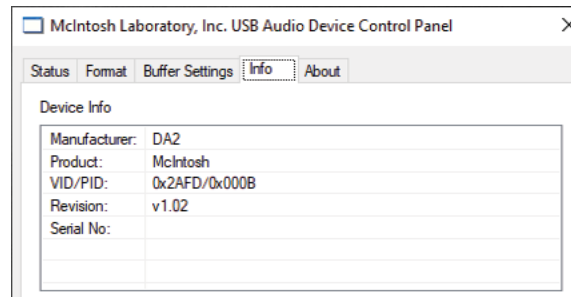 McIntosh Laboratory, Inc. USB Audio Device Control Panel
Status Format Buffer Settings Info About
Device Info
Manufacturer: DA2
Product: McIntosh
VID/PID: 0x2AFD/0x000B
Revision: v1.02
Serial No: